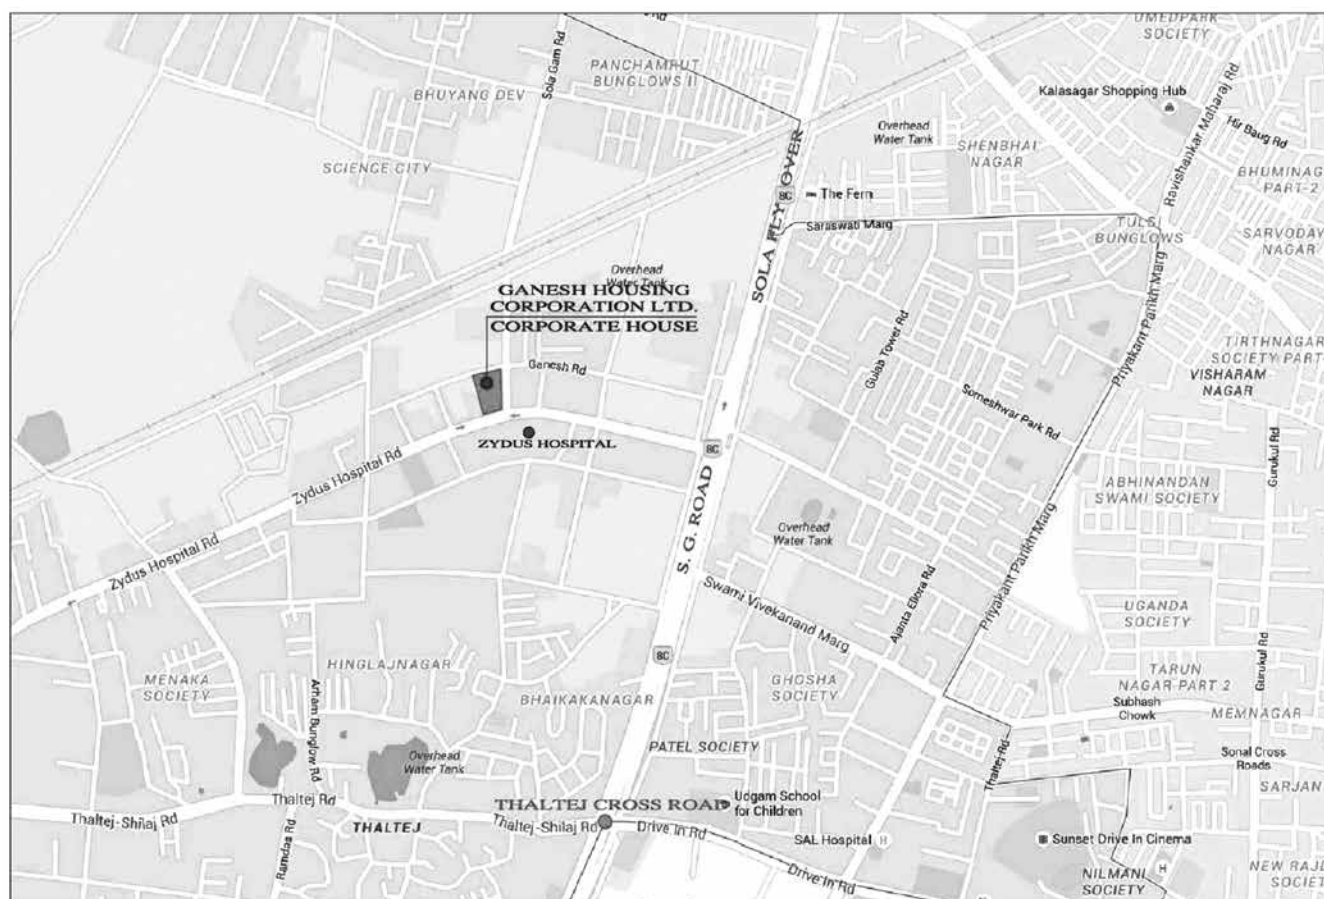 UMEDPARK
SOCIETY
Sola Gam Rd
PANCHAMRUT
BUNGLOWS II
BHUYANG DEV
Kalasagar Shopping Hub
Ravishankar Maharaj Rd
Hir Baug Rd
Overhead
Water Tank
SHENBHAI
NAGAR
SCIENCE CITY
BHUMINAG
PART-2
SOLA FLY OVER
8C
The Fern
Saraswati Marg
TULSI
BUNGLOWS
SARVODAY
NAGAR
Overhead
Water Tank
GANESH HOUSING
CORPORATION LTD.
CORPORATE HOUSE
Priyakant Parikh Marg
Gulab Tower Rd
TIRTHNAGAR
SOCIETY PART-
VISHARAM
NAGAR
Ganesh Rd
Someshwar Park Rd
ZYDUS HOSPITAL
8C
Gurukul Rd
Zydus Hospital Rd
ABHINANDAN
SWAMI SOCIETY
S. G. ROAD
Overhead
Water Tank
Priyakant Parikh Marg
Zydus Hospital Rd
Swami Vivekanand Marg
Ajanta Ellora Rd
Priyakant Parikh Marg
UGANDA
SOCIETY
8C
Gurukul Rd
HINGLAJNAGAR
MENAKA
SOCIETY
BHAIKAKANAGAR
GHOSHA
SOCIETY
TARUN
NAGAR PART 2
Subhash
Chowk
MEMNAGAR
Arham Bunglow Rd
PATEL SOCIETY
Thaltej Rd
Sonal Cross
Roads
Overhead
Water Tank
SARJAN
Thaltej Rd
THALTEJ CROSS ROAD
Udgam School
for Children
Thaltej-Shilaj Rd
THALTEJ
Thaltej-Shilaj Rd
Drive In Rd
SAL Hospital
H
Sunset Drive In Cinema
Ramdas Rd
Drive In Rd
NILMANI
SOCIETY
H
NEW RAJ
SOCIET